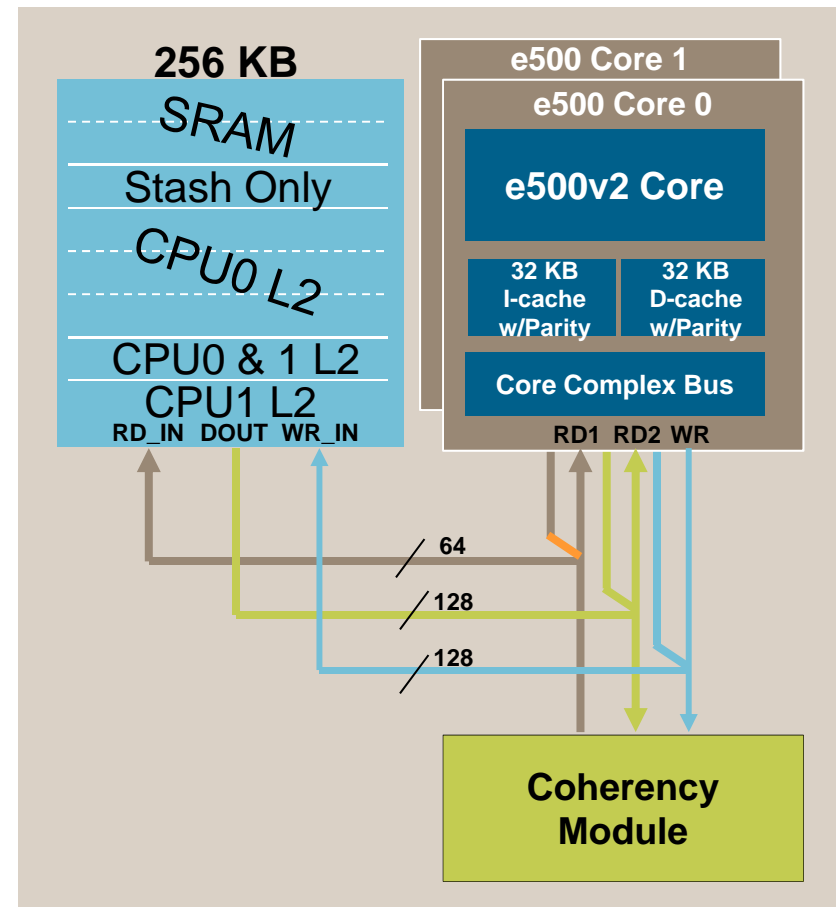 256 KB
SRAM
Stash Only
CPU0 L2
CPU0 & 1 L2
CPU1 L2
RD_IN DOUT WR_IN
e500 Core 1
e500 Core 0
e500v2 Core
32 KB
I-cache
w/Parity
32 KB
D-cache
w/Parity
Core Complex Bus
RD1 RD2 WR
64
128
128
Coherency
Module